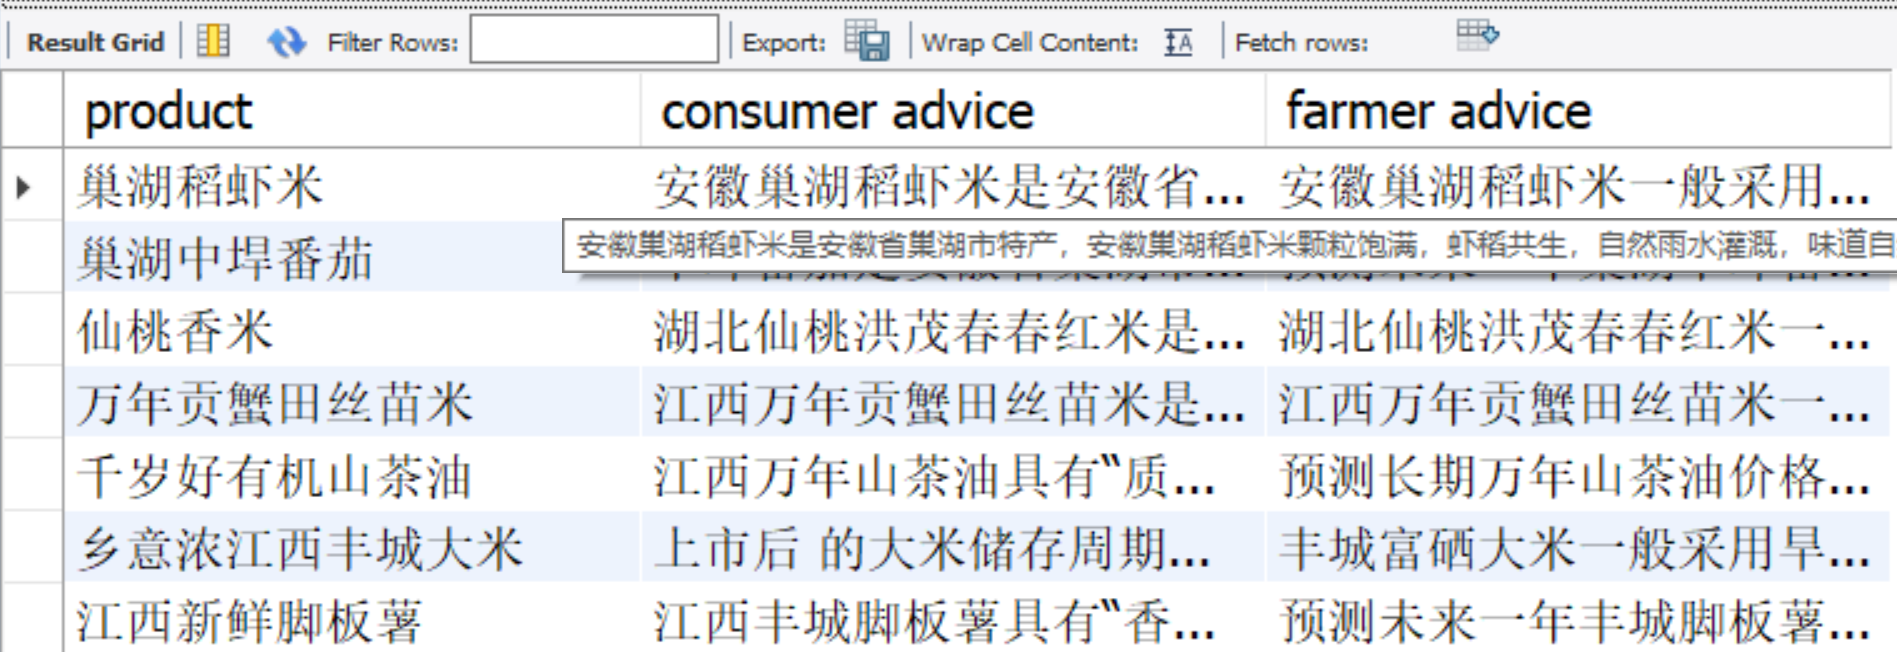 Result Grid Filter Rows: Export: Wrap Cell Content: Fetch rows:
product consumer advice farmer advice
巢湖稻虾米 安徽巢湖稻虾米是安徽省... 安徽巢湖稻虾米一般采用...
安徽巢湖稻虾米是安徽省巢湖市特产，安徽巢湖稻虾米颗粒饱满，虾稻共生，自然雨水灌溉，味道自
巢湖中垾番茄
仙桃香米 湖北仙桃洪茂春春红米是... 湖北仙桃洪茂春春红米一...
万年贡蟹田丝苗米 江西万年贡蟹田丝苗米是... 江西万年贡蟹田丝苗米一...
千岁好有机山茶油 江西万年山茶油具有“质... 预测长期万年山茶油价格...
乡意浓江西丰城大米 上市后 的大米储存周期... 丰城富硒大米一般采用旱...
江西新鲜脚板薯 江西丰城脚板薯具有“香... 预测未来一年丰城脚板薯...